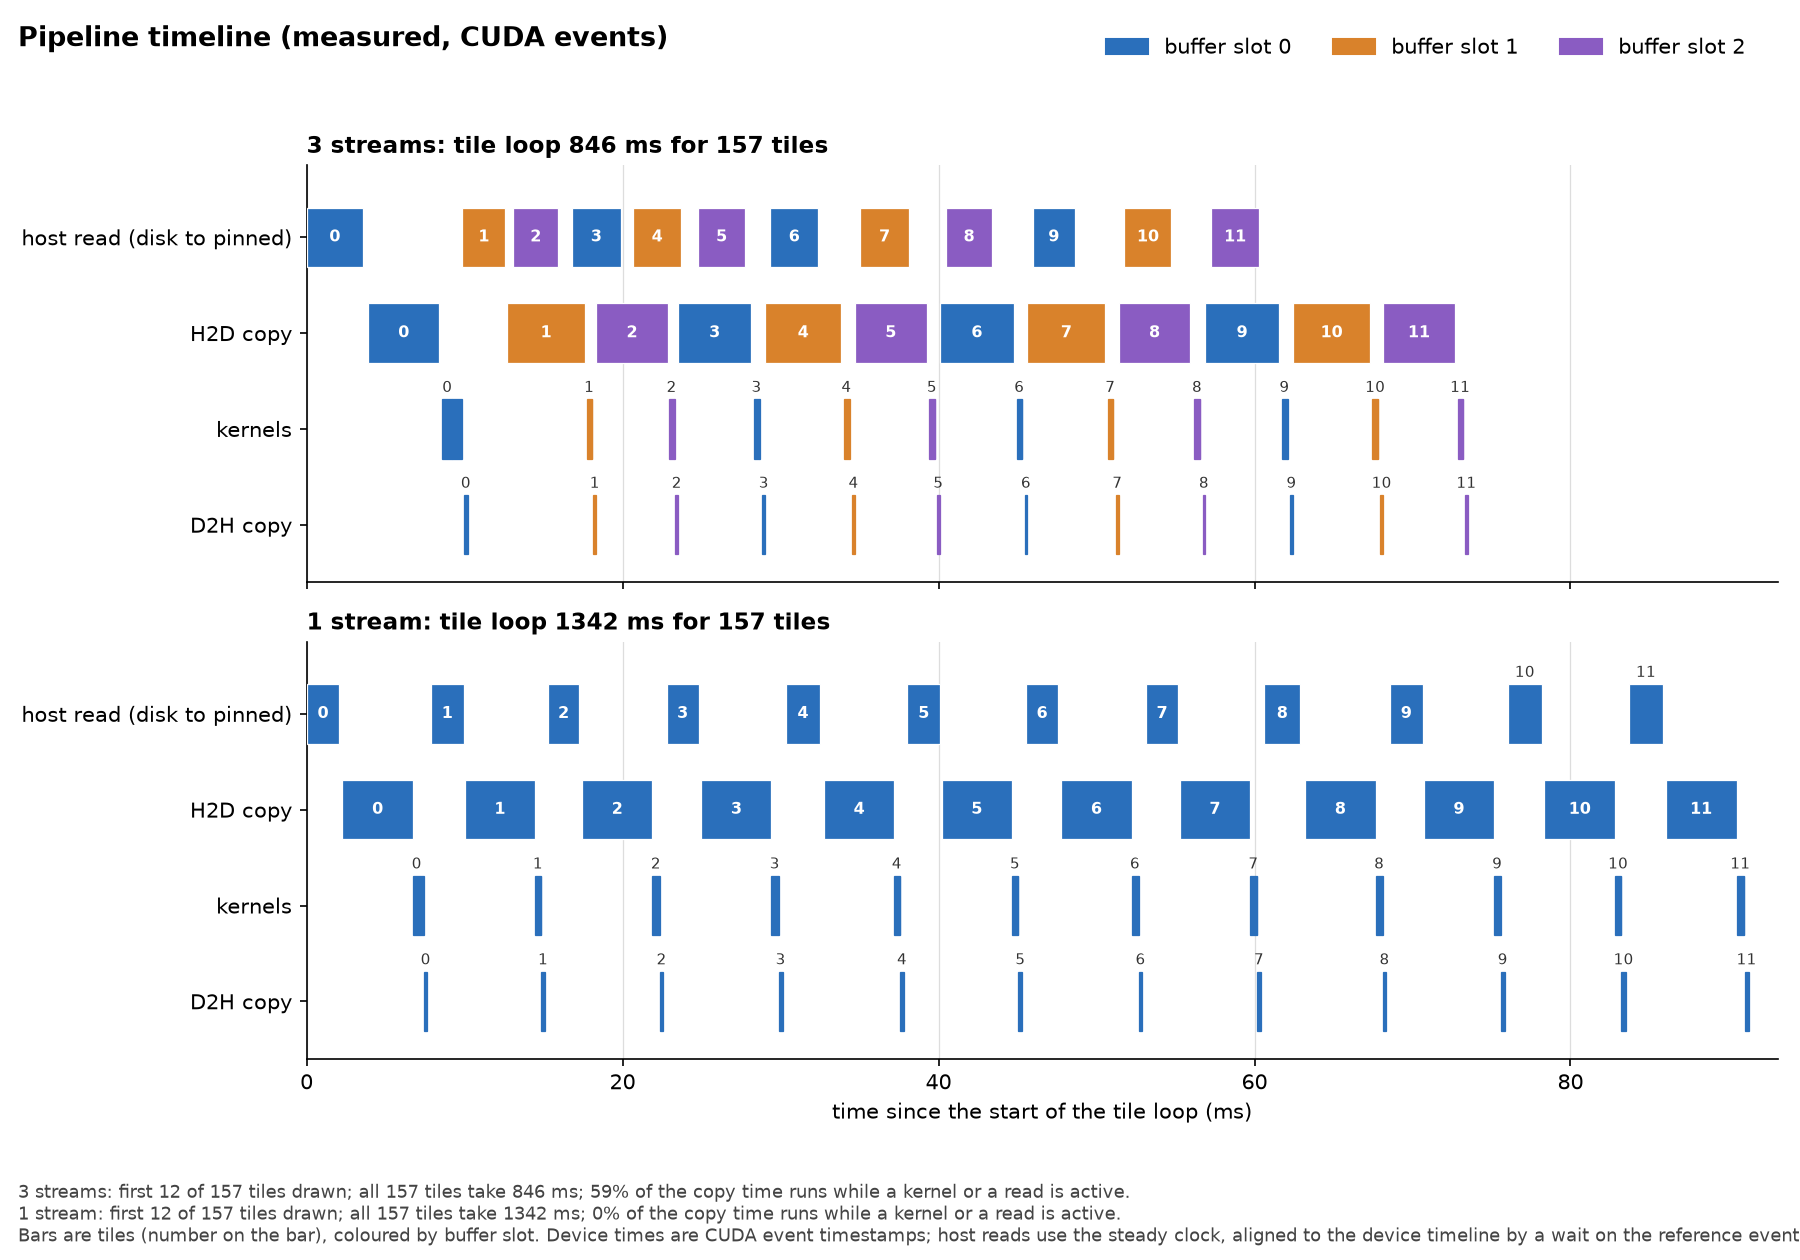 Pipeline timeline (measured, CUDA events)
buffer slot 0 buffer slot 1 buffer slot 2
3 streams: tile loop 846 ms for 157 tiles
host read (disk to pinned) 0 1 2 3 4 5 6 7 8 9 10 11
H2D copy 0 1 2 3 4 5 6 7 8 9 10 11
0 1 2 3 4 5 6 7 8 9 10 11
kernels
0 1 2 3 4 5 6 7 8 9 10 11
D2H copy
1 stream: tile loop 1342 ms for 157 tiles
10 11
host read (disk to pinned) 0 1 2 3 4 5 6 7 8 9
H2D copy 0 1 2 3 4 5 6 7 8 9 10 11
0 1 2 3 4 5 6 7 8 9 10 11
kernels
0 1 2 3 4 5 6 7 8 9 10 11
D2H copy
0 20 40 60 80
time since the start of the tile loop (ms)
3 streams: first 12 of 157 tiles drawn; all 157 tiles take 846 ms; 59% of the copy time runs while a kernel or a read is active.
1 stream: first 12 of 157 tiles drawn; all 157 tiles take 1342 ms; 0% of the copy time runs while a kernel or a read is active.
Bars are tiles (number on the bar), coloured by buffer slot. Device times are CUDA event timestamps; host reads use the steady clock, aligned to the device timeline by a wait on the reference event